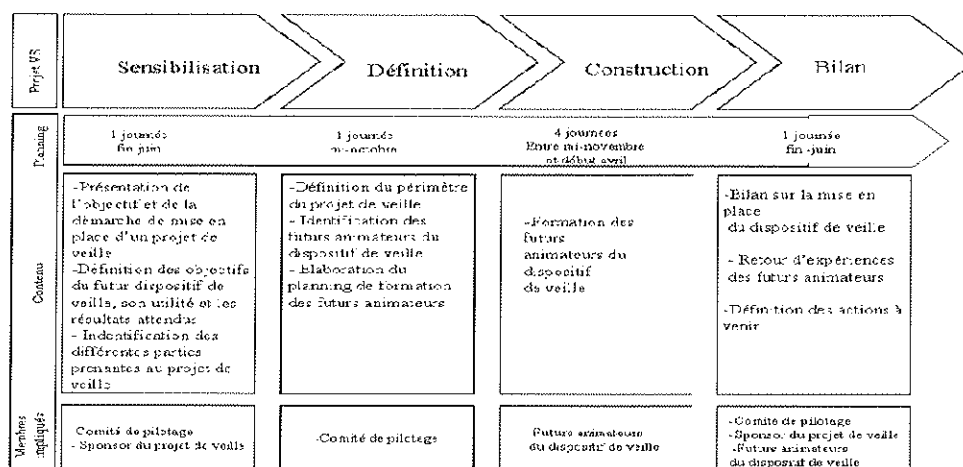 Projet VS
Sensibilisation
Définition
Construction
Bilan
Planning
1 journée
fin juin
1 journée
mi-octobre
4 journées
Entre mi-novembre
et début avril
1 journée
fin -juin
Contenu
-Présentation de
l'objectif et de la
démarche de mise en
place d'un projet de
veille
-Définition des objectifs
du futur dispositif de
veille, son utilité et les
résultats attendus
- Indentification des
différentes parties
prenantes au projet de
veille
-Définition du périmètre
du projet de veille
- Identification des
futurs animateurs du
dispositif de veille
- Elaboration du
planning de formation
des futurs animateurs
-Formation des
futurs
animateurs du
dispositif
de veille
-Bilan sur la mise en
place
du dispositif de veille
- Retour d'expériences
des futurs animateurs
-Définition des actions à
venir
Membres
impliqués
Comité de pilotage
- Sponsor du projet de veille
-Comité de pilotage
Futurs animateurs
du dispositif de veille
-Comité de pilotage
-Sponsor du projet de veille
-Futurs animateurs
du dispositif de veille